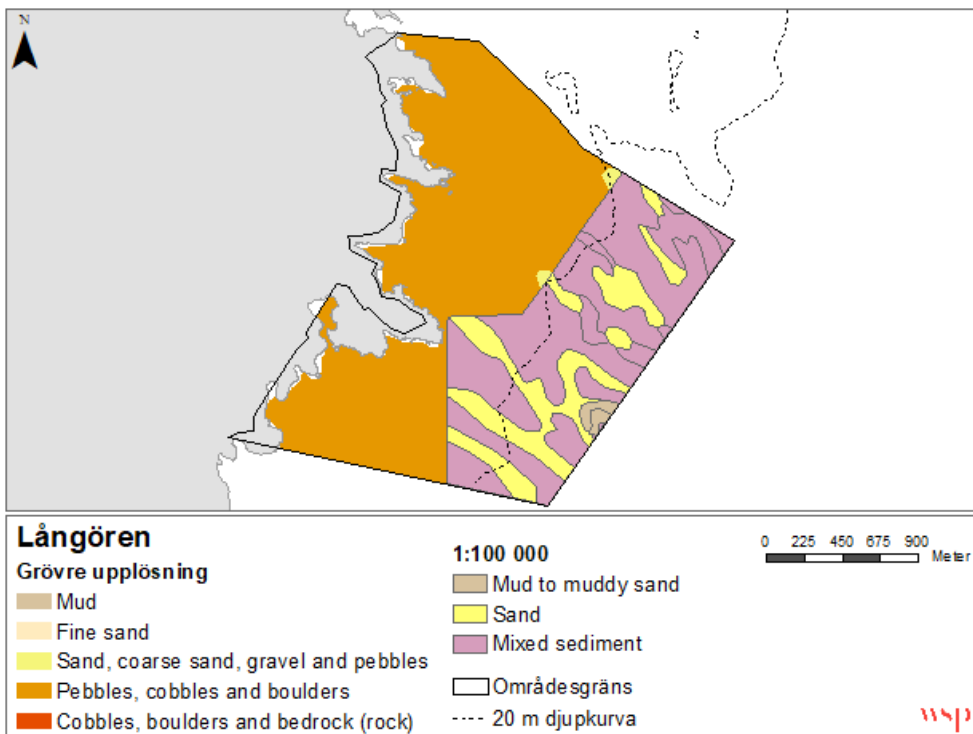 N
Långören
Grövre upplösning
Mud
Fine sand
Sand, coarse sand, gravel and pebbles
Pebbles, cobbles and boulders
Cobbles, boulders and bedrock (rock)
1:100 000
Mud to muddy sand
Sand
Mixed sediment
Områdesgräns
20 m djupkurva
0 225 450 675 900
Meter
wsp